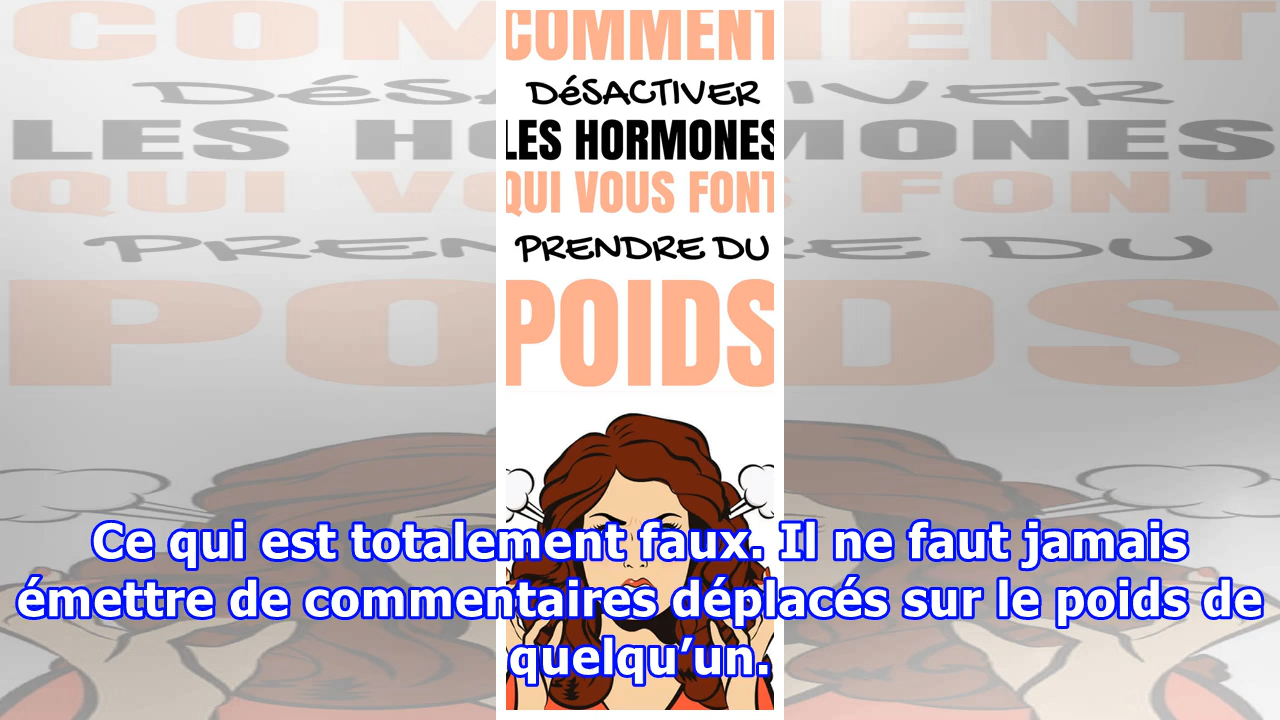 COMMENT
DéSACTIVER
LES HORMONES
QUI VOUS FONT
PRENDRE DU
POIDS
Ce qui est totalement faux. Il ne faut jamais
émettre de commentaires déplacés sur le poids de
quelqu’un.